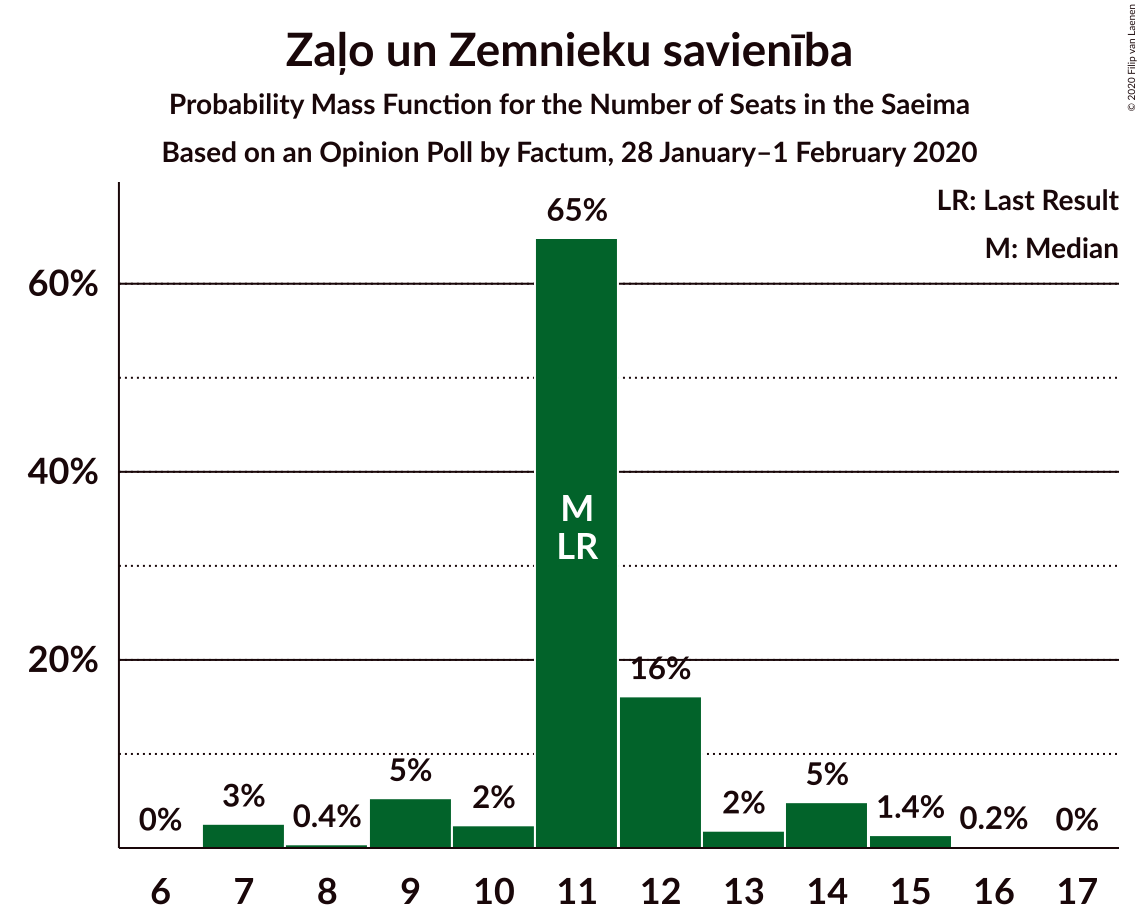 Zaļo un Zemnieku savienība
Probability Mass Function for the Number of Seats in the Saeima
Based on an Opinion Poll by Factum, 28 January–1 February 2020
© 2020 Filip van Laenen
LR: Last Result
M: Median
60%
40%
20%
0%
3%
0.4%
5%
2%
65%
M
LR
16%
2%
5%
1.4%
0.2%
0%
6 7 8 9 10 11 12 13 14 15 16 17